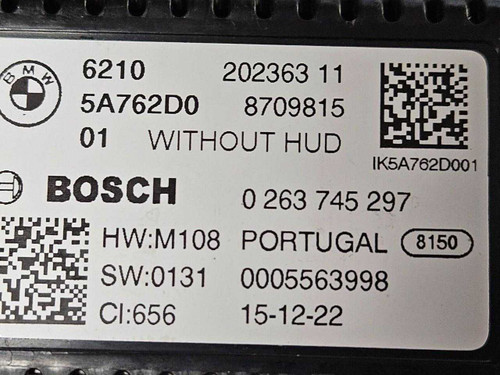 BMW
6210 202363 11
5A762D0 8709815
01 WITHOUT HUD
IK5A762D001
BOSCH 0 263 745 297
HW:M108 PORTUGAL 8150
SW:0131 0005563998
CI:656 15-12-22